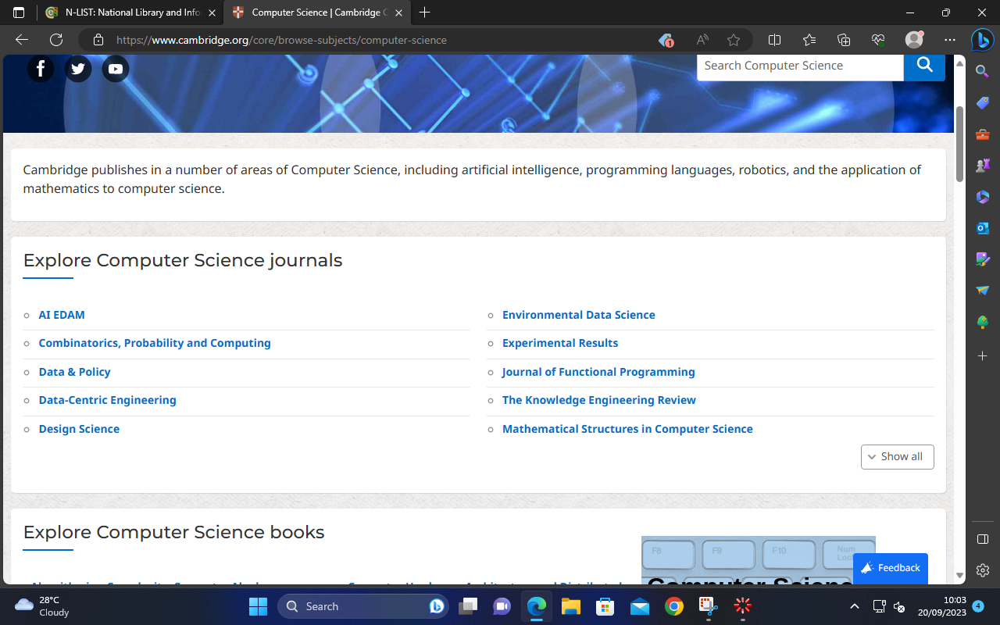 N-LIST: National Library and Info
Computer Science | Cambridge C
https://www.cambridge.org/core/browse-subjects/computer-science
1
Search Computer Science
Cambridge publishes in a number of areas of Computer Science, including artificial intelligence, programming languages, robotics, and the application of
mathematics to computer science.
Explore Computer Science journals
AI EDAM
Combinatorics, Probability and Computing
Data & Policy
Data-Centric Engineering
Design Science
Environmental Data Science
Experimental Results
Journal of Functional Programming
The Knowledge Engineering Review
Mathematical Structures in Computer Science
Show all
Explore Computer Science books
F8
F9
F10
Num
Lock
Computer Science
Feedback
28°C
Cloudy
Search
10:03
20/09/2023
4